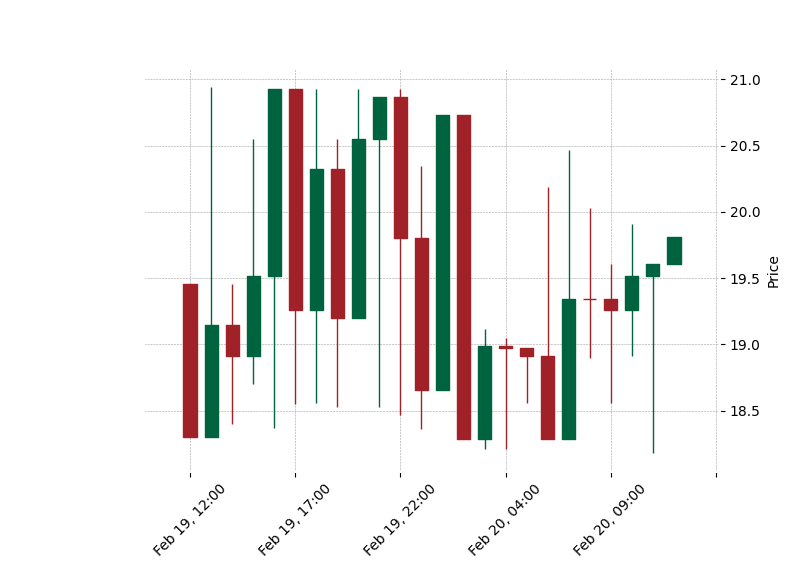 21.0
20.5
20.0
19.5
19.0
18.5
Price
Feb 19, 12:00
Feb 19, 17:00
Feb 19, 22:00
Feb 20, 04:00
Feb 20, 09:00